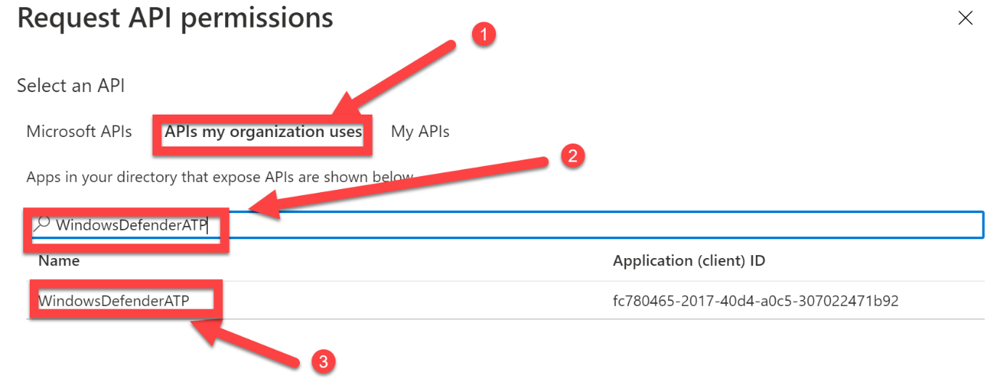 Request API permissions
1
Select an API
Microsoft APIs APIs my organization uses My APIs
2
Apps in your directory that expose APIs are shown below
WindowsDefenderATP
Name Application (client) ID
WindowsDefenderATP fc780465-2017-40d4-a0c5-307022471b92
3